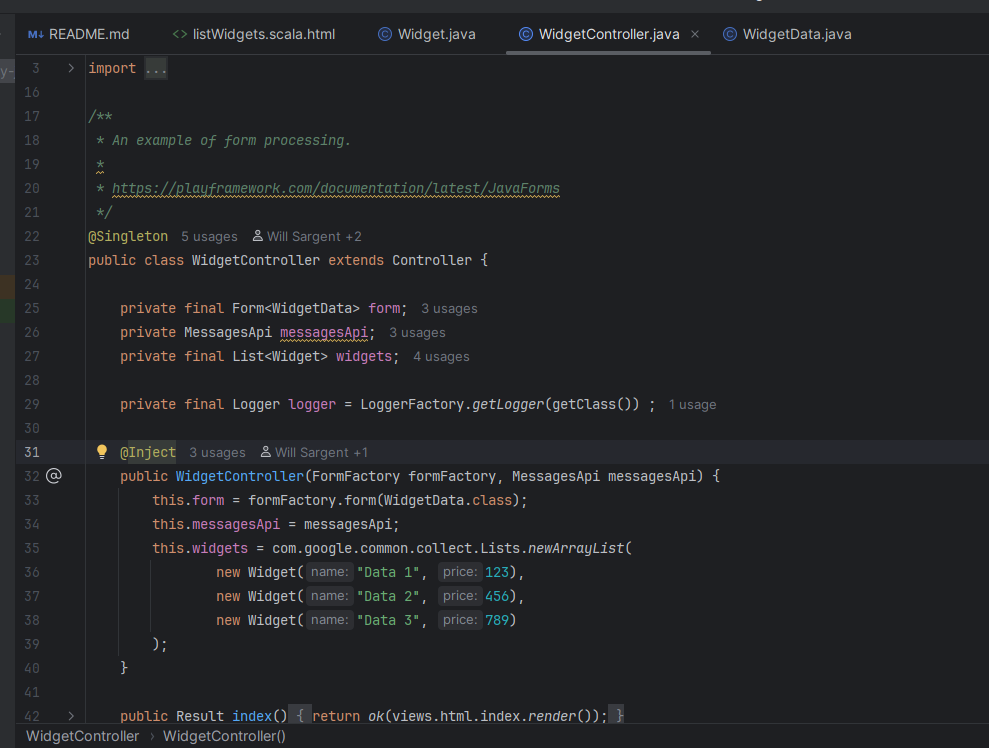 README.md
listWidgets.scala.html
Widget.java
WidgetController.java
WidgetData.java
3 import ...
16
17 /**
18  * An example of form processing.
19  *
20  * https://playframework.com/documentation/latest/JavaForms
21  */
22 @Singleton 5 usages Will Sargent +2
23 public class WidgetController extends Controller {
24
25     private final Form<WidgetData> form; 3 usages
26     private MessagesApi messagesApi; 3 usages
27     private final List<Widget> widgets; 4 usages
28
29     private final Logger logger = LoggerFactory.getLogger(getClass()) ; 1 usage
30
31     @Inject 3 usages Will Sargent +1
32     public WidgetController(FormFactory formFactory, MessagesApi messagesApi) {
33         this.form = formFactory.form(WidgetData.class);
34         this.messagesApi = messagesApi;
35         this.widgets = com.google.common.collect.Lists.newArrayList(
36                 new Widget( name: "Data 1", price: 123),
37                 new Widget( name: "Data 2", price: 456),
38                 new Widget( name: "Data 3", price: 789)
39         );
40     }
41
42     public Result index() { return ok(views.html.index.render()); }
WidgetController › WidgetController()